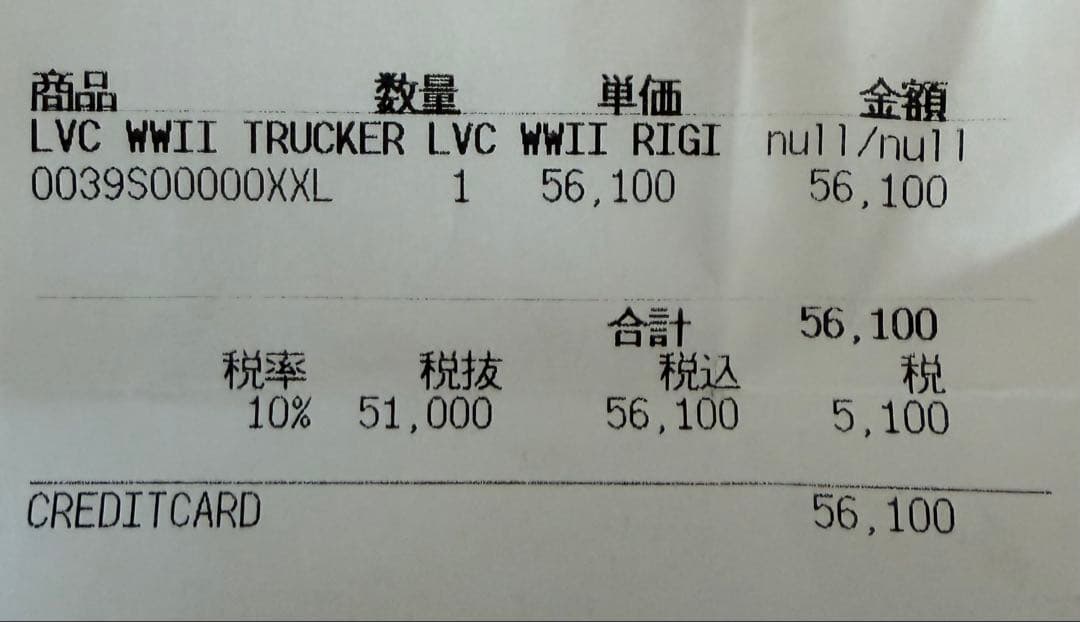 商品 数量 単価 金額
LVC WWII TRUCKER LVC WWII RIGI null/null
0039S00000XXL 1 56,100 56,100
合計 56,100
税率 税抜 税込 税
10% 51,000 56,100 5,100
CREDITCARD 56,100